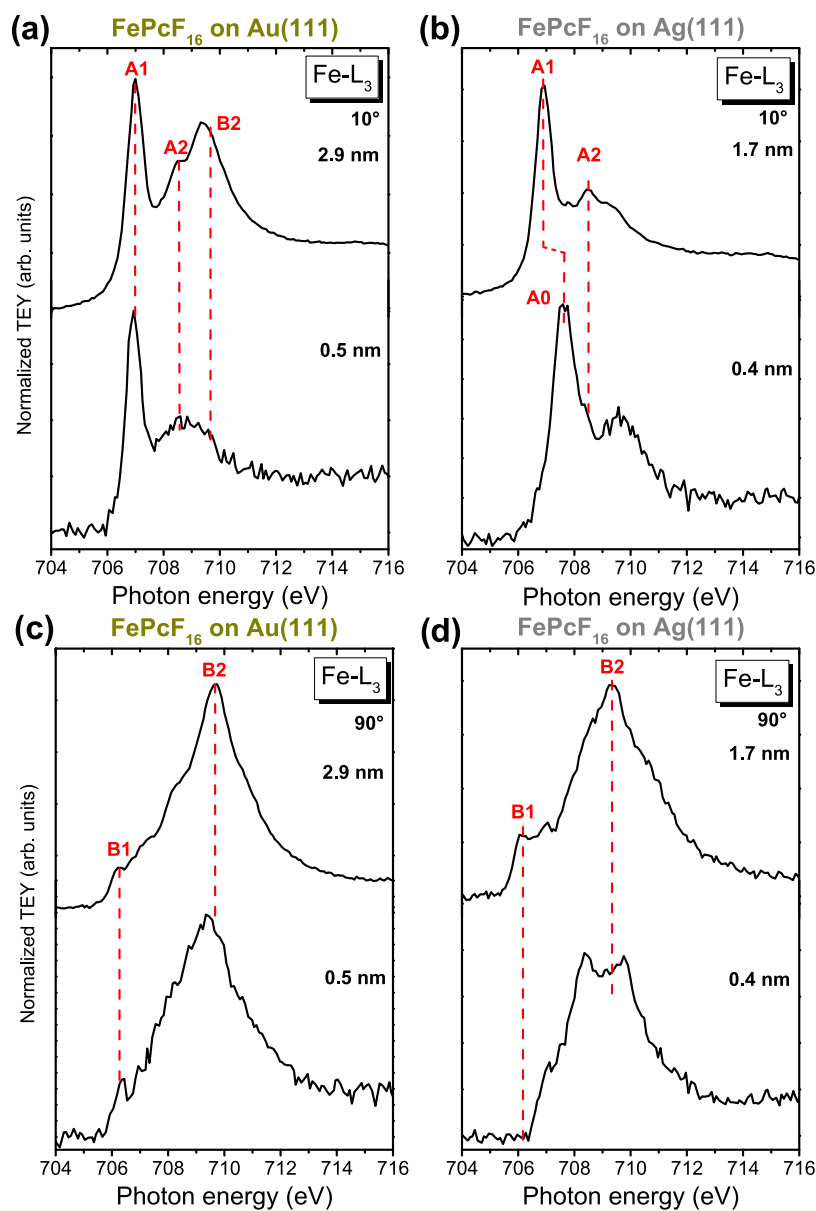 (a)
FePcF16 on Au(111)
A1
Fe-L3
10°
2.9 nm
A2
B2
0.5 nm
Normalized TEY (arb. units)
704 706 708 710 712 714 716
Photon energy (eV)
(b)
FePcF16 on Ag(111)
A1
Fe-L3
10°
1.7 nm
A2
A0
0.4 nm
704 706 708 710 712 714 716
Photon energy (eV)
(c)
FePcF16 on Au(111)
B2
Fe-L3
90°
2.9 nm
B1
0.5 nm
Normalized TEY (arb. units)
704 706 708 710 712 714 716
Photon energy (eV)
(d)
FePcF16 on Ag(111)
B2
Fe-L3
90°
1.7 nm
B1
0.4 nm
704 706 708 710 712 714 716
Photon energy (eV)